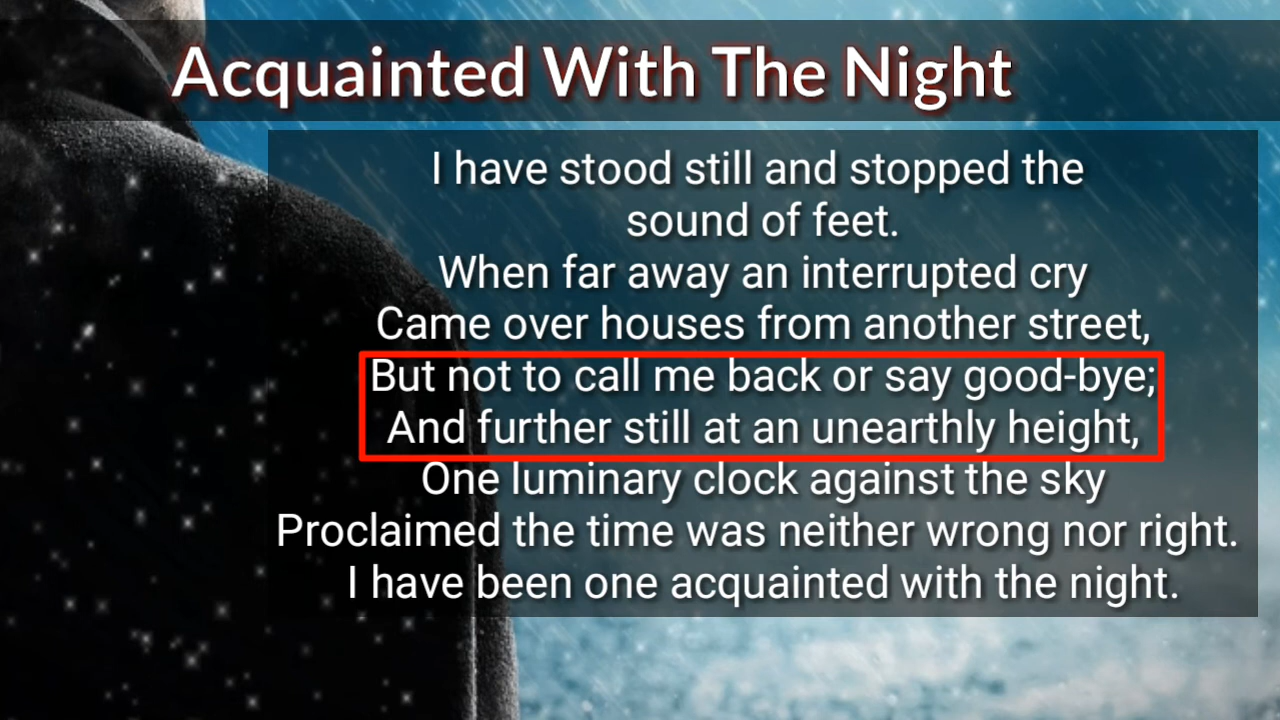 Acquainted With The Night
I have stood still and stopped the
sound of feet.
When far away an interrupted cry
Came over houses from another street,
But not to call me back or say good-bye;
And further still at an unearthly height,
One luminary clock against the sky
Proclaimed the time was neither wrong nor right.
I have been one acquainted with the night.